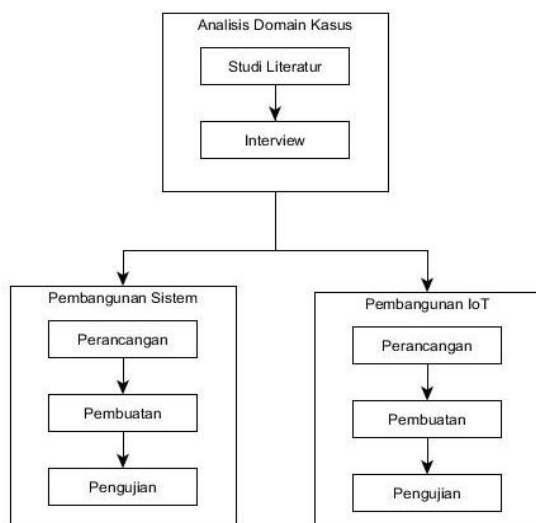 Analisis Domain Kasus
Studi Literatur
Interview
Pembangunan Sistem
Perancangan
Pembuatan
Pengujian
Pembangunan IoT
Perancangan
Pembuatan
Pengujian